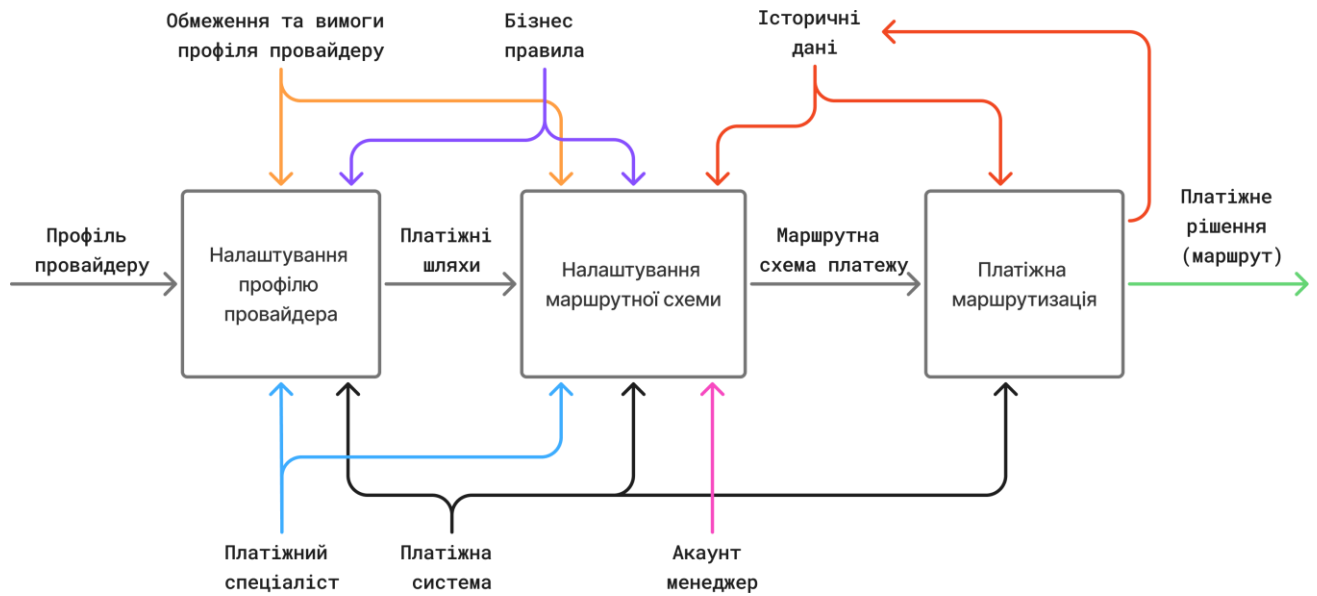 Обмеження та вимоги
профіля провайдеру
Бізнес
правила
Історичні
дані
Профіль
провайдеру
Налаштування
профілю
провайдера
Платіжні
шляхи
Налаштування
маршрутної схеми
Маршрутна
схема платежу
Платіжна
маршрутизація
Платіжне
рішення
(маршрут)
Платіжний
спеціаліст
Платіжна
система
Акаунт
менеджер